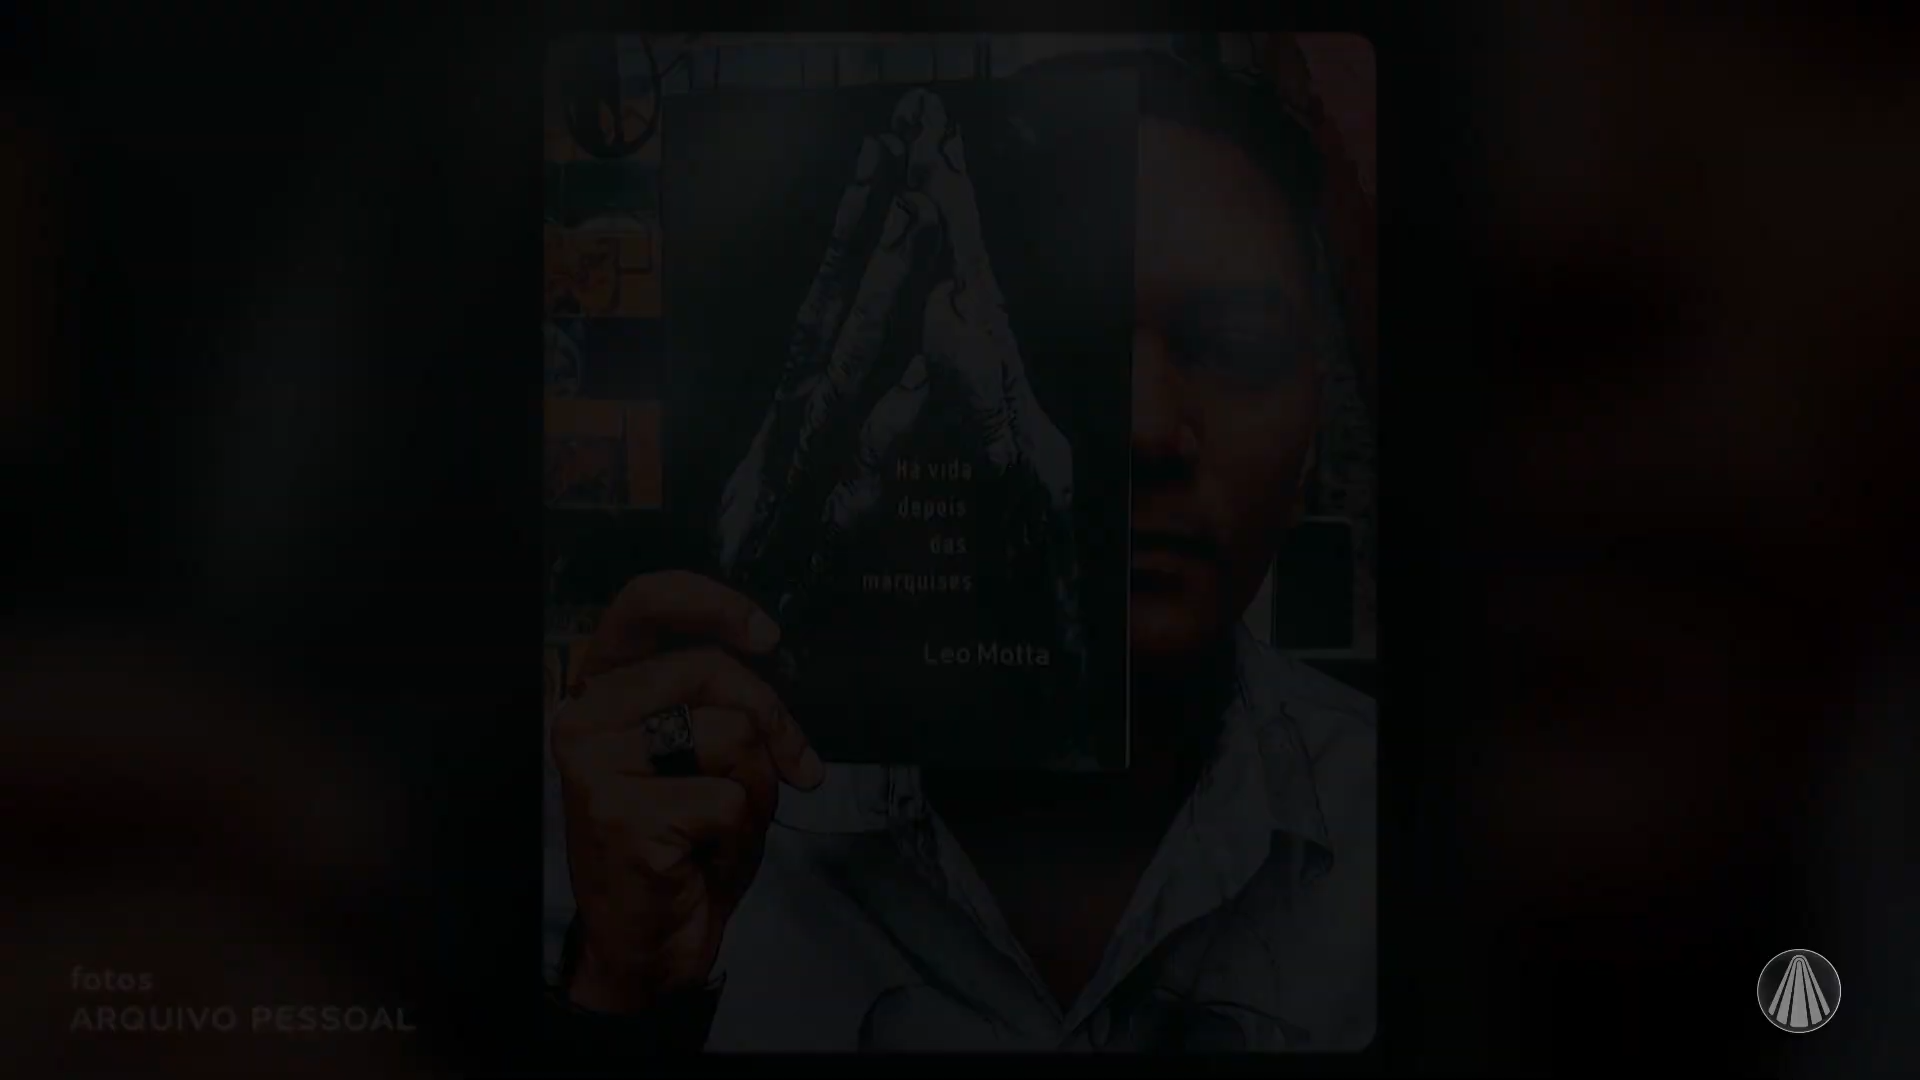 Há vida
depois
das
marquises
Leo Motta
fotos
ARQUIVO PESSOAL